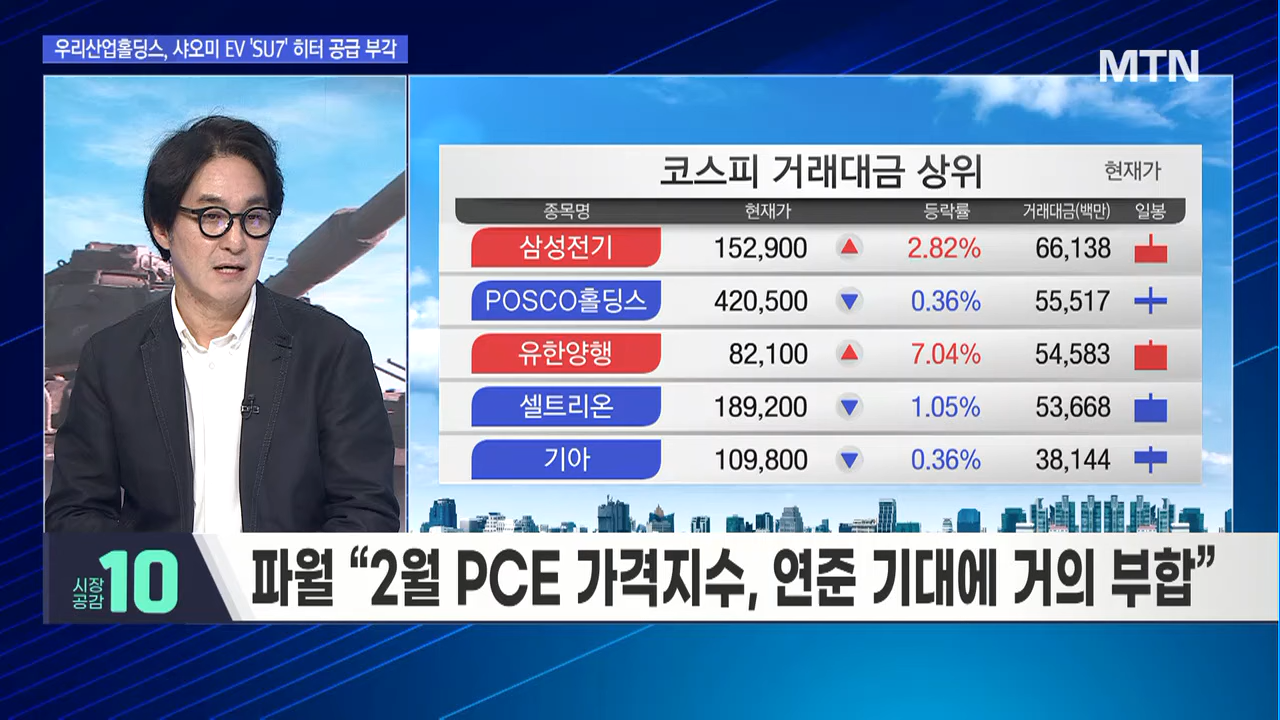 우리산업홀딩스, 샤오미 EV 'SU7' 히터 공급 부각
MTN
코스피 거래대금 상위 현재가
종목명 현재가 등락률 거래대금(백만) 일봉
삼성전기 152,900 ▲ 2.82% 66,138
POSCO홀딩스 420,500 ▼ 0.36% 55,517
유한양행 82,100 ▲ 7.04% 54,583
셀트리온 189,200 ▼ 1.05% 53,668
기아 109,800 ▼ 0.36% 38,144
시장공감 10
파월 “2월 PCE 가격지수, 연준 기대에 거의 부합”